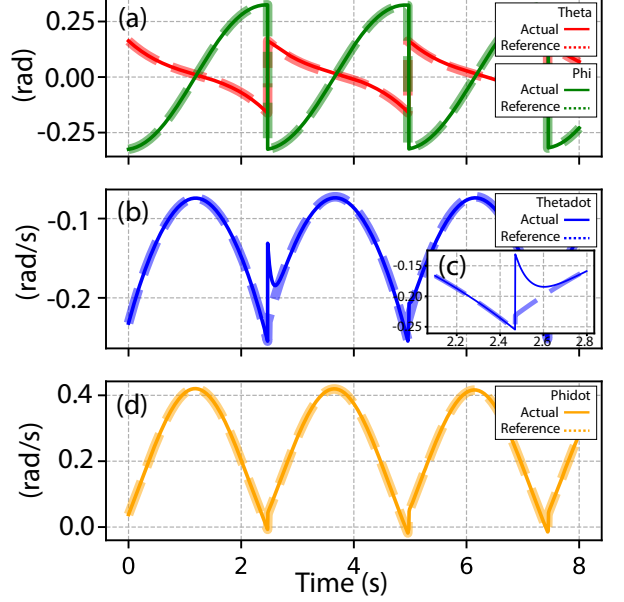 (a)
Theta
Actual
Reference
Phi
Actual
Reference
0.25
0.00
-0.25
(rad)
(b)
Thetadot
Actual
Reference
-0.1
-0.2
(rad/s)
(c)
-0.15
-0.20
-0.25
2.2 2.4 2.6 2.8
(d)
Phidot
Actual
Reference
0.4
0.2
0.0
(rad/s)
0 2 4 6 8
Time (s)